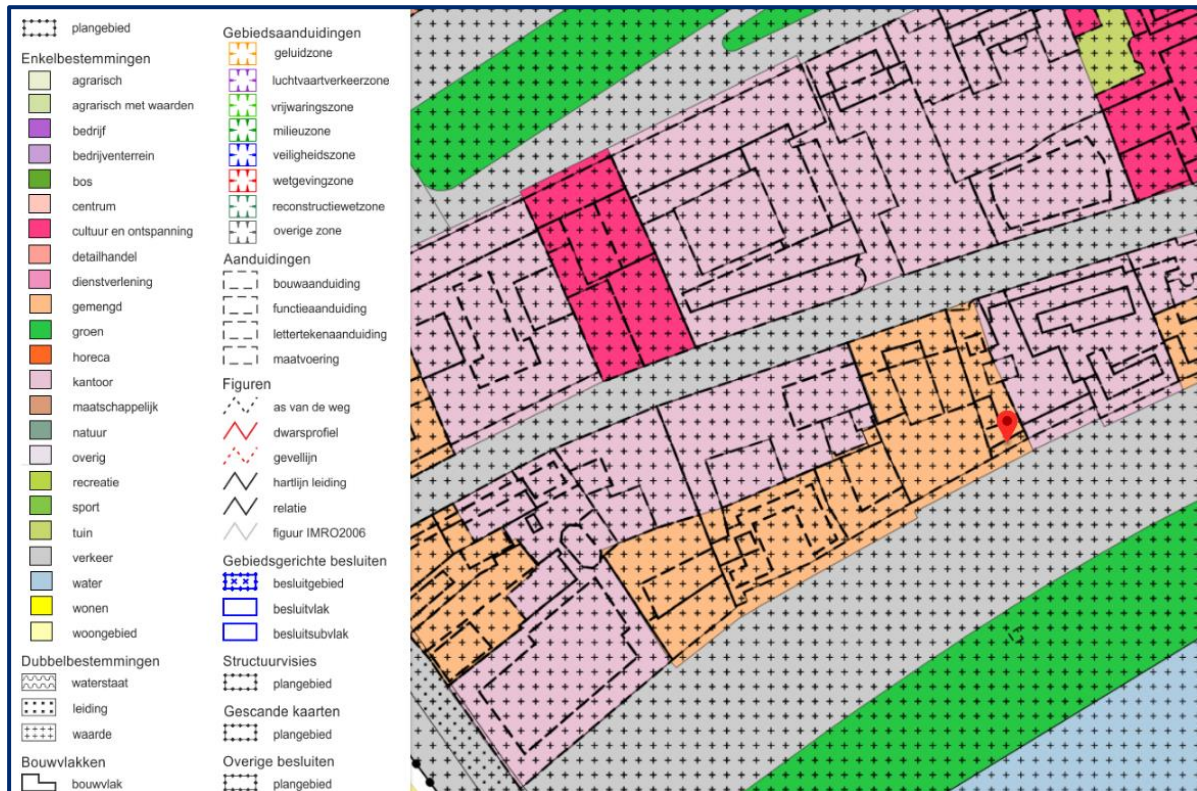 plangebied
Enkelbestemmingen
agrarisch
agrarisch met waarden
bedrijf
bedrijventerrein
bos
centrum
cultuur en ontspanning
detailhandel
dienstverlening
gemengd
groen
horeca
kantoor
maatschappelijk
natuur
overig
recreatie
sport
tuin
verkeer
water
wonen
woongebied
Dubbelbestemmingen
waterstaat
leiding
waarde
Bouwvlakken
bouwvlak
Gebiedsaanduidingen
geluidzone
luchtvaartverkeerzone
vrijwaringszone
milieuzone
veiligheidszone
wetgevingzone
reconstructiewetzone
overige zone
Aanduidingen
bouwaanduiding
functieaanduiding
lettertekenaanduiding
maatvoering
Figuren
as van de weg
dwarsprofiel
gevellijn
hartlijn leiding
relatie
figuur IMRO2006
Gebiedsgerichte besluiten
besluitgebied
besluitvlak
besluitsubvlak
Structuurvisies
plangebied
Gescande kaarten
plangebied
Overige besluiten
plangebied